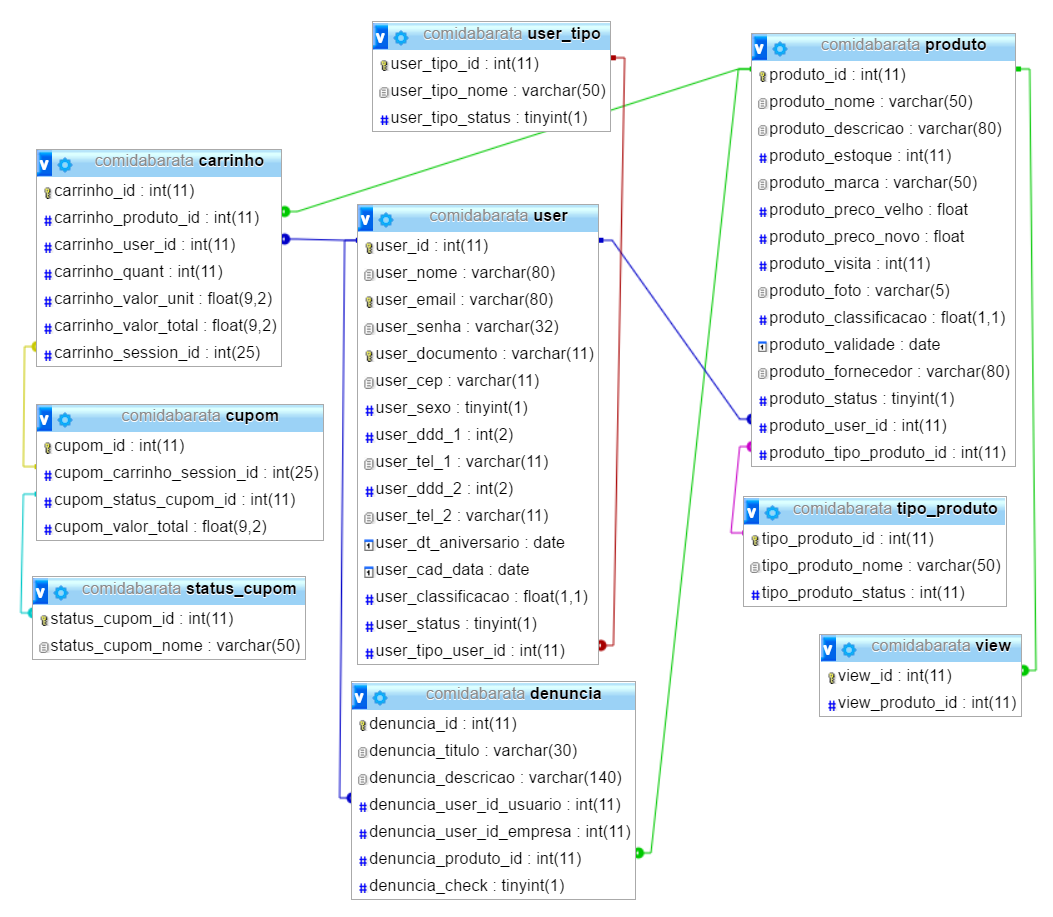 comidabarata user_tipo
user_tipo_id : int(11)
user_tipo_nome : varchar(50)
user_tipo_status : tinyint(1)
comidabarata produto
produto_id : int(11)
produto_nome : varchar(50)
produto_descricao : varchar(80)
produto_estoque : int(11)
produto_marca : varchar(50)
produto_preco_velho : float
produto_preco_novo : float
produto_visita : int(11)
produto_foto : varchar(5)
produto_classificacao : float(1,1)
produto_validade : date
produto_fornecedor : varchar(80)
produto_status : tinyint(1)
produto_user_id : int(11)
produto_tipo_produto_id : int(11)
comidabarata carrinho
carrinho_id : int(11)
carrinho_produto_id : int(11)
carrinho_user_id : int(11)
carrinho_quant : int(11)
carrinho_valor_unit : float(9,2)
carrinho_valor_total : float(9,2)
carrinho_session_id : int(25)
comidabarata user
user_id : int(11)
user_nome : varchar(80)
user_email : varchar(80)
user_senha : varchar(32)
user_documento : varchar(11)
user_cep : varchar(11)
user_sexo : tinyint(1)
user_ddd_1 : int(2)
user_tel_1 : varchar(11)
user_ddd_2 : int(2)
user_tel_2 : varchar(11)
user_dt_aniversario : date
user_cad_data : date
user_classificacao : float(1,1)
user_status : tinyint(1)
user_tipo_user_id : int(11)
comidabarata cupom
cupom_id : int(11)
cupom_carrinho_session_id : int(25)
cupom_status_cupom_id : int(11)
cupom_valor_total : float(9,2)
comidabarata tipo_produto
tipo_produto_id : int(11)
tipo_produto_nome : varchar(50)
tipo_produto_status : int(11)
comidabarata status_cupom
status_cupom_id : int(11)
status_cupom_nome : varchar(50)
comidabarata view
view_id : int(11)
view_produto_id : int(11)
comidabarata denuncia
denuncia_id : int(11)
denuncia_titulo : varchar(30)
denuncia_descricao : varchar(140)
denuncia_user_id_usuario : int(11)
denuncia_user_id_empresa : int(11)
denuncia_produto_id : int(11)
denuncia_check : tinyint(1)